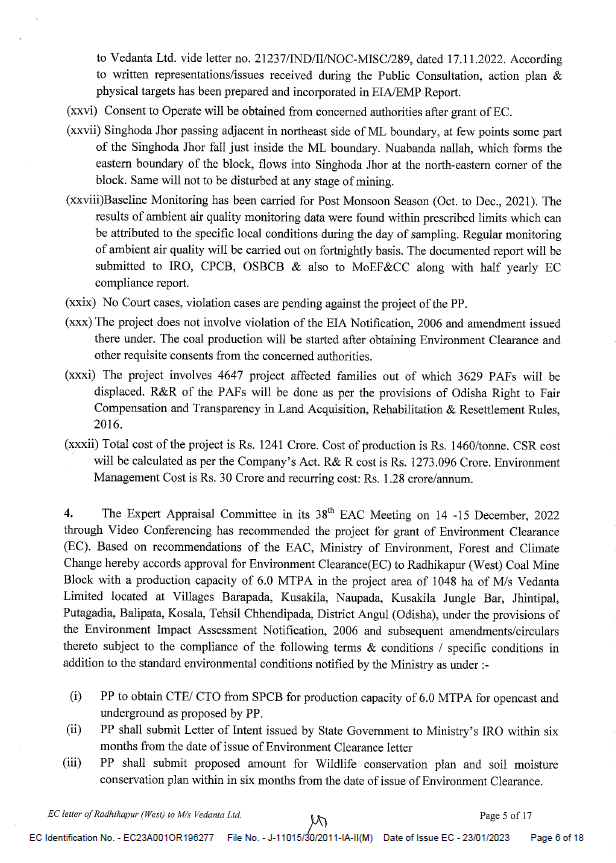 to Vedanta Ltd. vide letter no. 21237/IND/II/NOC-MISC/289, dated 17.11.2022. According
to written representations/issues received during the Public Consultation, action plan &
physical targets has been prepared and incorporated in EIA/EMP Report.
(xxvi) Consent to Operate will be obtained from concerned authorities after grant of EC.
(xxvii) Singhoda Jhor passing adjacent in northeast side of ML boundary, at few points some part
of the Singhoda Jhor fall just inside the ML boundary. Nuabanda nallah, which forms the
eastern boundary of the block, flows into Singhoda Jhor at the north-eastern corner of the
block. Same will not to be disturbed at any stage of mining.
(xxviii)Baseline Monitoring has been carried for Post Monsoon Season (Oct. to Dec., 2021). The
results of ambient air quality monitoring data were found within prescribed limits which can
be attributed to the specific local conditions during the day of sampling. Regular monitoring
of ambient air quality will be carried out on fortnightly basis. The documented report will be
submitted to IRO, CPCB, OSBCB & also to MoEF&CC along with half yearly EC
compliance report.
(xxix) No Court cases, violation cases are pending against the project of the PP.
(xxx) The project does not involve violation of the EIA Notification, 2006 and amendment issued
there under. The coal production will be started after obtaining Environment Clearance and
other requisite consents from the concerned authorities.
(xxxi) The project involves 4647 project affected families out of which 3629 PAFs will be
displaced. R&R of the PAFs will be done as per the provisions of Odisha Right to Fair
Compensation and Transparency in Land Acquisition, Rehabilitation & Resettlement Rules,
2016.
(xxxii) Total cost of the project is Rs. 1241 Crore. Cost of production is Rs. 1460/tonne. CSR cost
will be calculated as per the Company's Act. R& R cost is Rs. 1273.096 Crore. Environment
Management Cost is Rs. 30 Crore and recurring cost: Rs. 1.28 crore/annum.
4. The Expert Appraisal Committee in its 38th EAC Meeting on 14 -15 December, 2022
through Video Conferencing has recommended the project for grant of Environment Clearance
(EC). Based on recommendations of the EAC, Ministry of Environment, Forest and Climate
Change hereby accords approval for Environment Clearance(EC) to Radhikapur (West) Coal Mine
Block with a production capacity of 6.0 MTPA in the project area of 1048 ha of M/s Vedanta
Limited located at Villages Barapada, Kusakila, Naupada, Kusakila Jungle Bar, Jhintipal,
Putagadia, Balipata, Kosala, Tehsil Chhendipada, District Angul (Odisha), under the provisions of
the Environment Impact Assessment Notification, 2006 and subsequent amendments/circulars
thereto subject to the compliance of the following terms & conditions / specific conditions in
addition to the standard environmental conditions notified by the Ministry as under :-
(i) PP to obtain CTE/ CTO from SPCB for production capacity of 6.0 MTPA for opencast and
underground as proposed by PP.
(ii) PP shall submit Letter of Intent issued by State Government to Ministry's IRO within six
months from the date of issue of Environment Clearance letter
(iii) PP shall submit proposed amount for Wildlife conservation plan and soil moisture
conservation plan within in six months from the date of issue of Environment Clearance.
EC letter of Radhikapur (West) to M/s Vedanta Ltd.
Page 5 of 17
EC Identification No. - EC23A001OR196277 File No. - J-11015/30/2011-IA-II(M) Date of Issue EC - 23/01/2023 Page 6 of 18